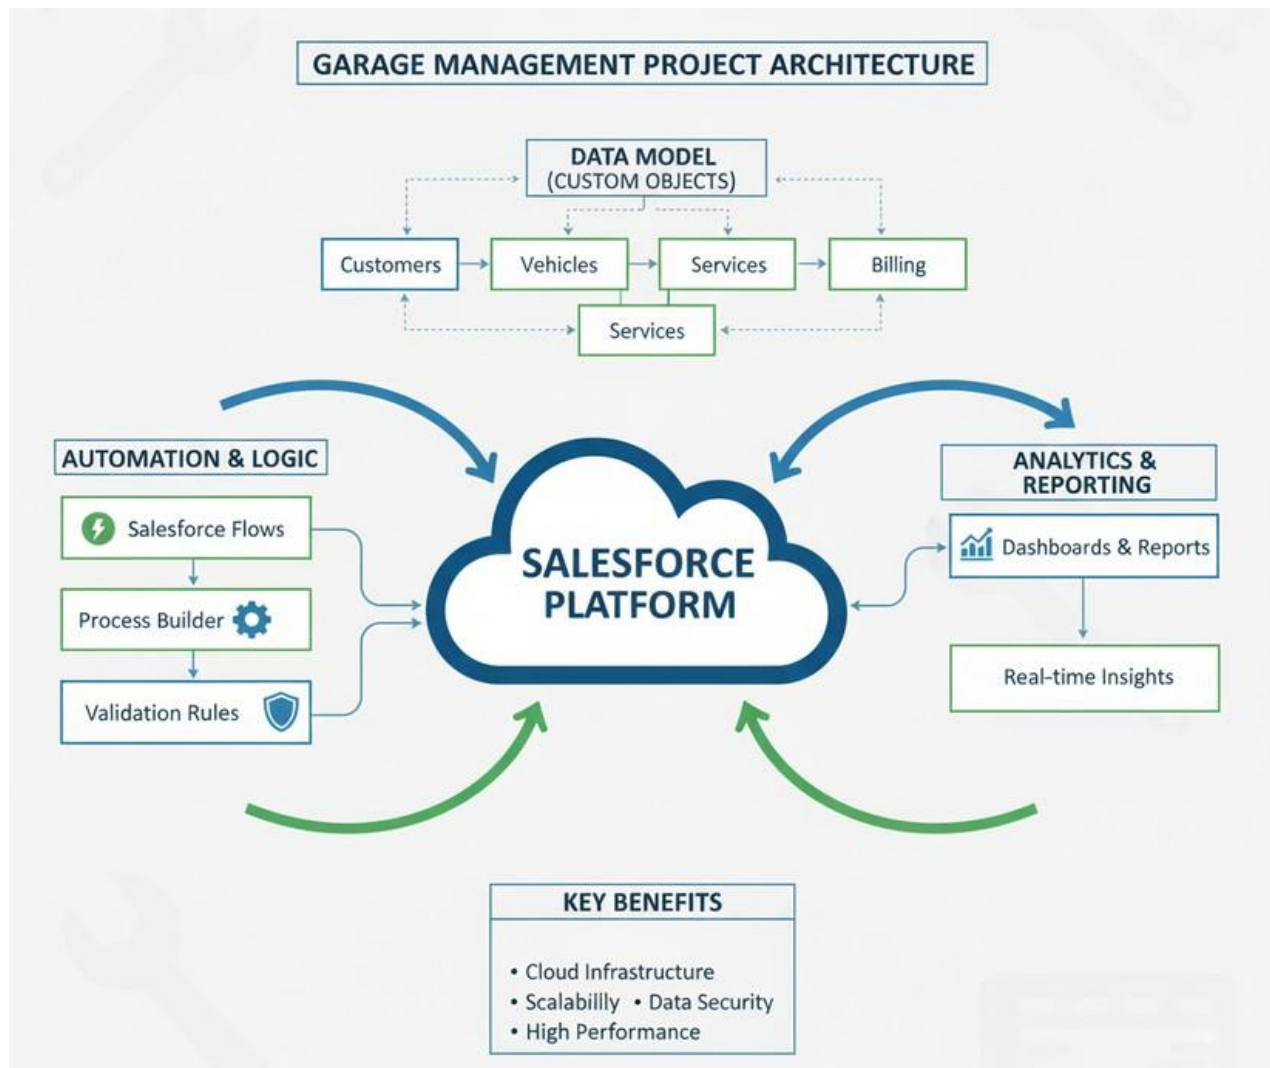 GARAGE MANAGEMENT PROJECT ARCHITECTURE
DATA MODEL
(CUSTOM OBJECTS)
Customers
Vehicles
Services
Billing
Services
AUTOMATION & LOGIC
Salesforce Flows
Process Builder
Validation Rules
SALESFORCE
PLATFORM
ANALYTICS &
REPORTING
Dashboards & Reports
Real-time Insights
KEY BENEFITS
• Cloud Infrastructure
• Scalabillly • Data Security
• High Performance